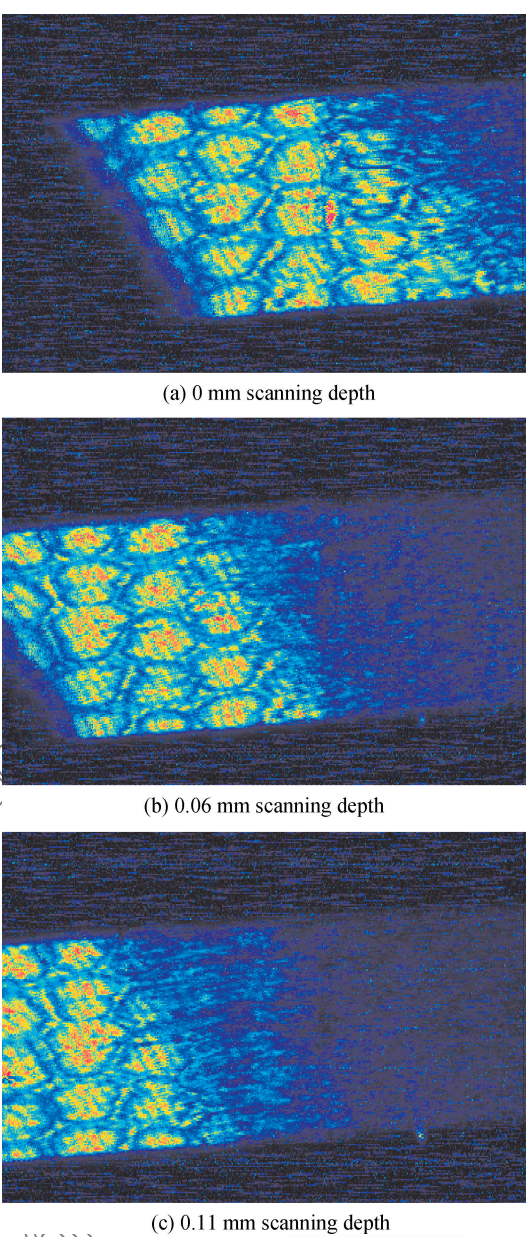 (a) 0 mm scanning depth
(b) 0.06 mm scanning depth
(c) 0.11 mm scanning depth